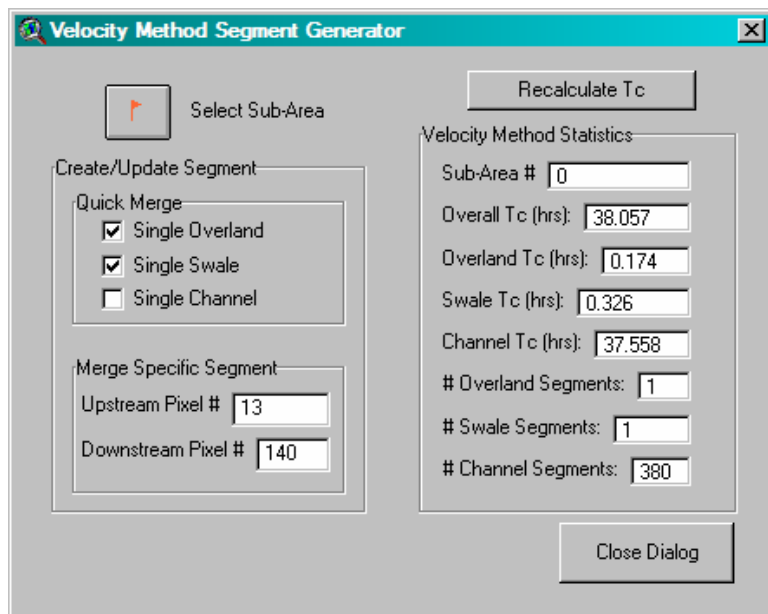 Velocity Method Segment Generator
Select Sub-Area
Create/Update Segment
Quick Merge
Single Overland
Single Swale
Single Channel
Merge Specific Segment
Upstream Pixel # 13
Downstream Pixel # 140
Recalculate Tc
Velocity Method Statistics
Sub-Area # 0
Overall Tc (hrs): 38.057
Overland Tc (hrs): 0.174
Swale Tc (hrs): 0.326
Channel Tc (hrs): 37.558
# Overland Segments: 1
# Swale Segments: 1
# Channel Segments: 380
Close Dialog